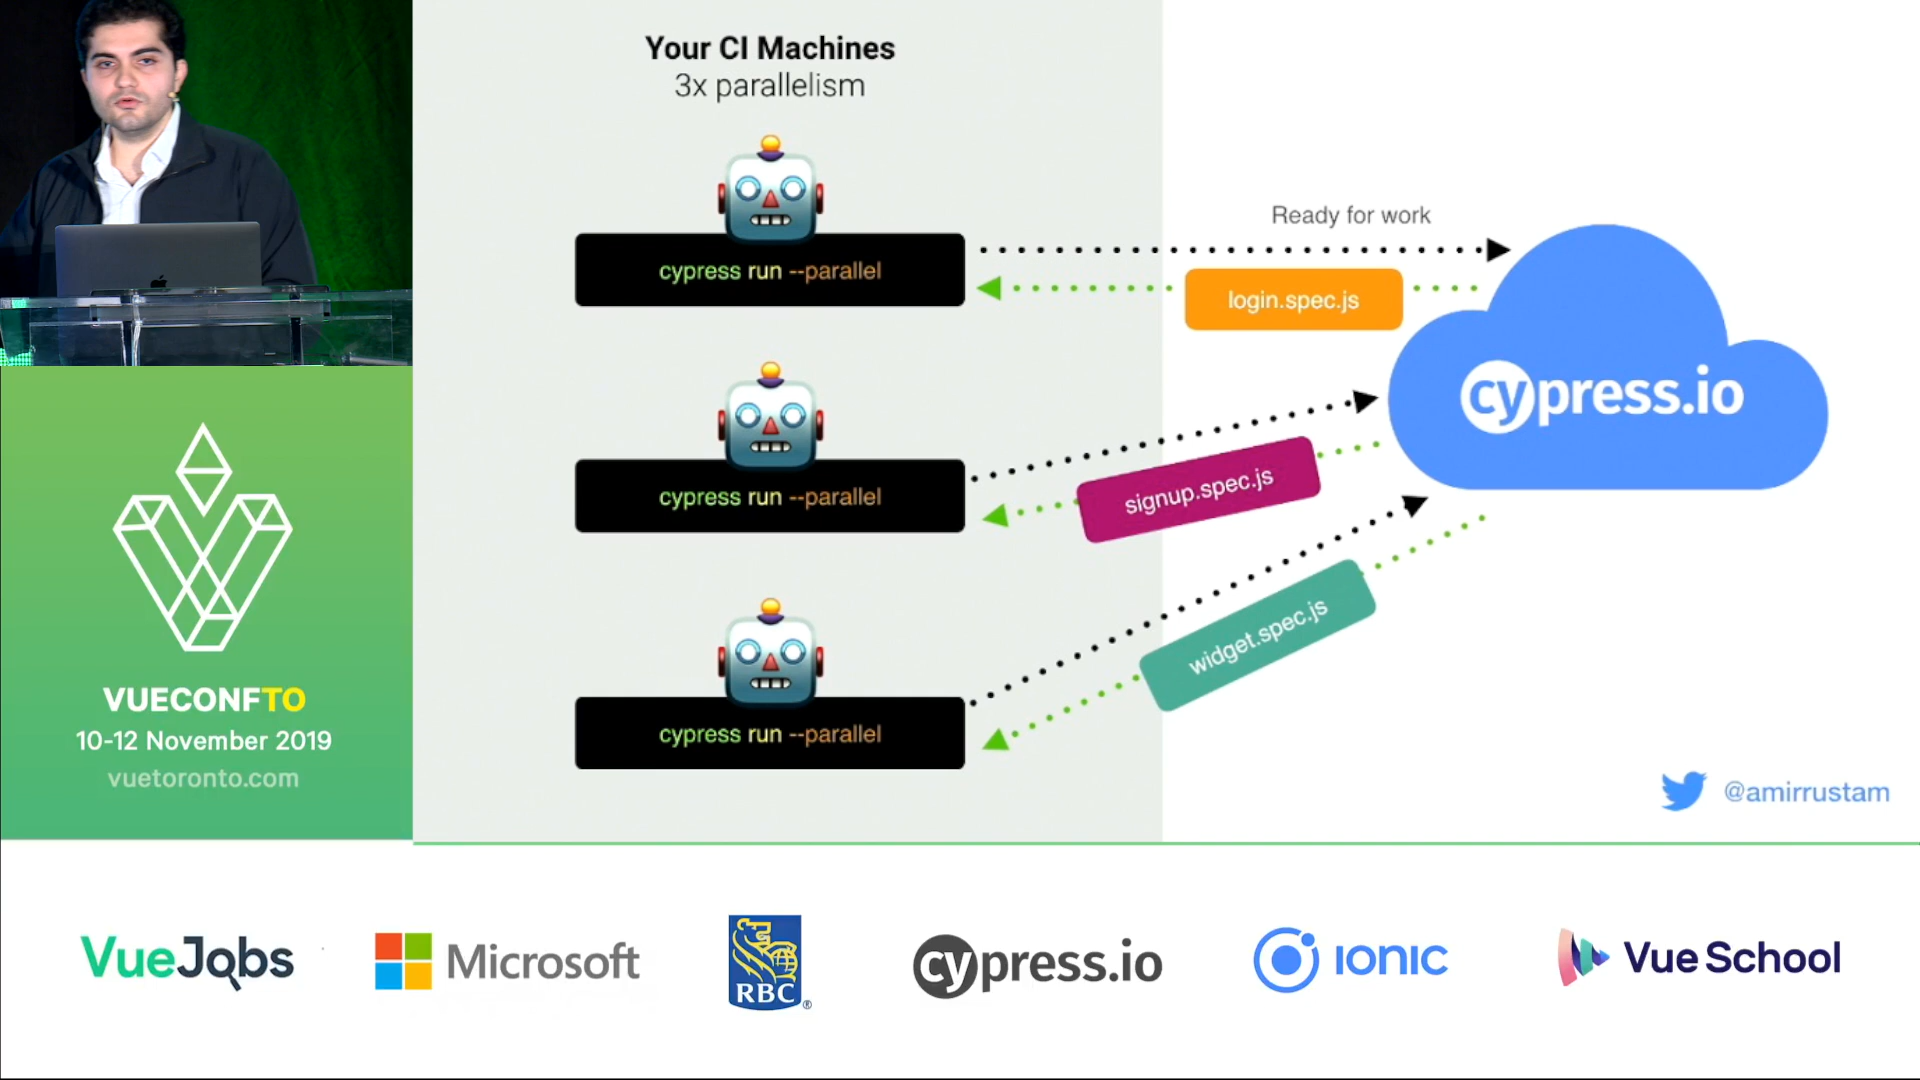 Your CI Machines
3x parallelism
cypress run --parallel
Ready for work
login.spec.js
cypress run --parallel
signup.spec.js
cypress.io
cypress run --parallel
widget.spec.js
@amirrustam
VUECONFTO
10-12 November 2019
vuetoronto.com
VueJobs
Microsoft
RBC
®
cypress.io
IONIC
Vue School